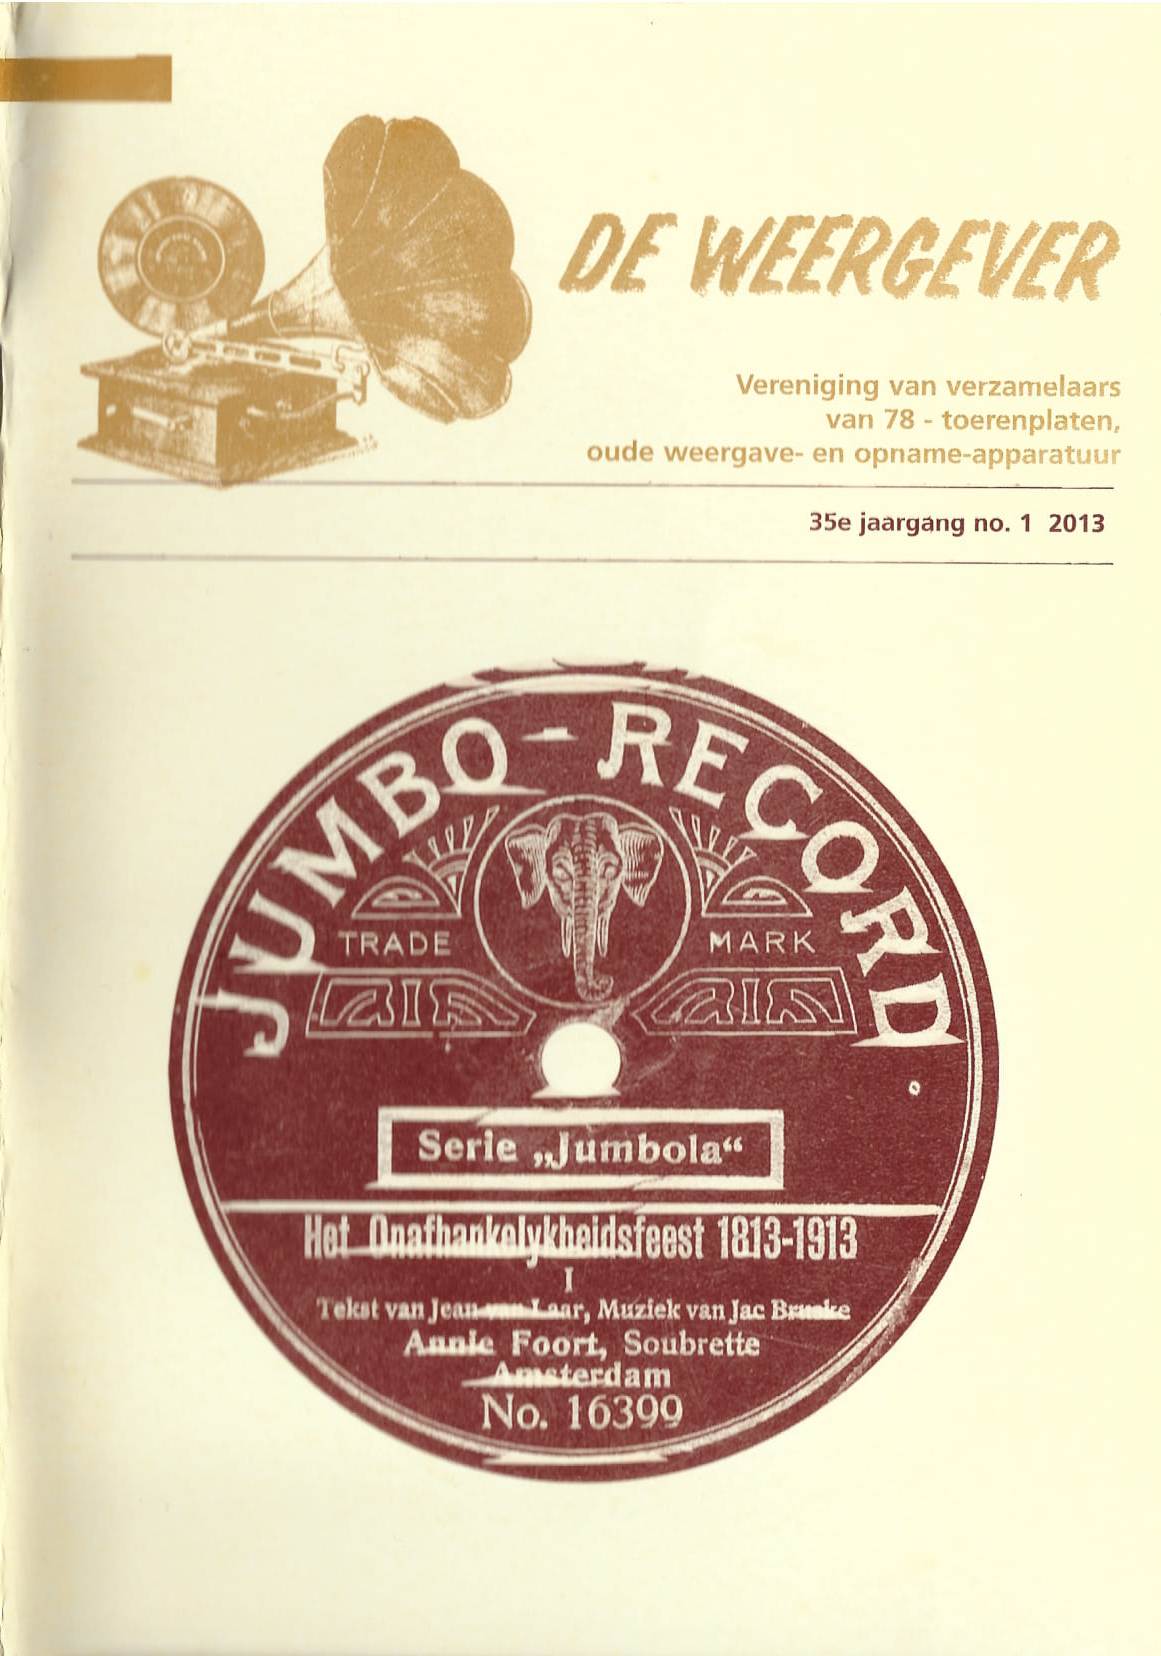 DE WEERGEVER
Vereniging van verzamelaars
van 78 - toerenplaten,
oude weergave- en opname-apparatuur
35e jaargang no. 1 2013
JUMBO-RECORD
TRADE MARK
Serie „Jumbola“
Het Onafhankelykheidsfeest 1813-1913
I
Tekst van Jean van Laar, Muziek van Jac Bruske
Annie Foort, Soubrette
Amsterdam
No. 16399